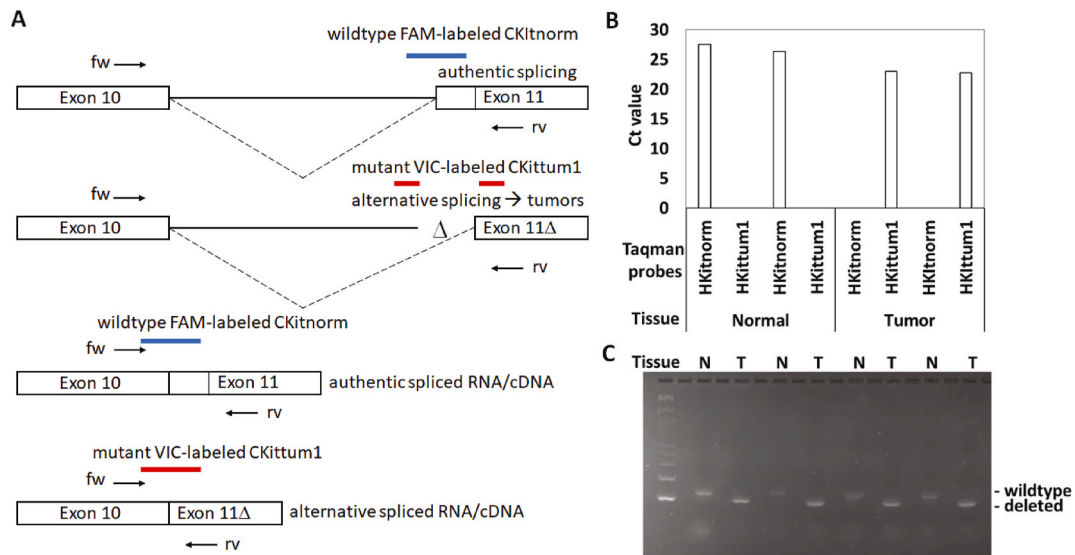 A
wildtype FAM-labeled CKItnorm
fw
authentic splicing
Exon 10
Exon 11
rv
mutant VIC-labeled CKittum1
fw
alternative splicing → tumors
Exon 10
Δ
Exon 11Δ
rv
wildtype FAM-labeled CKitnorm
fw
Exon 10
Exon 11
authentic spliced RNA/cDNA
rv
mutant VIC-labeled CKittum1
fw
Exon 10
Exon 11Δ
alternative spliced RNA/cDNA
rv
B
Ct value
30
25
20
15
10
5
0
Taqman probes
HKitnorm
HKittum1
HKitnorm
HKittum1
HKitnorm
HKittum1
HKItnorm
HKIttum1
Tissue
Normal
Tumor
C
Tissue N T N T N T N T
- wildtype
- deleted